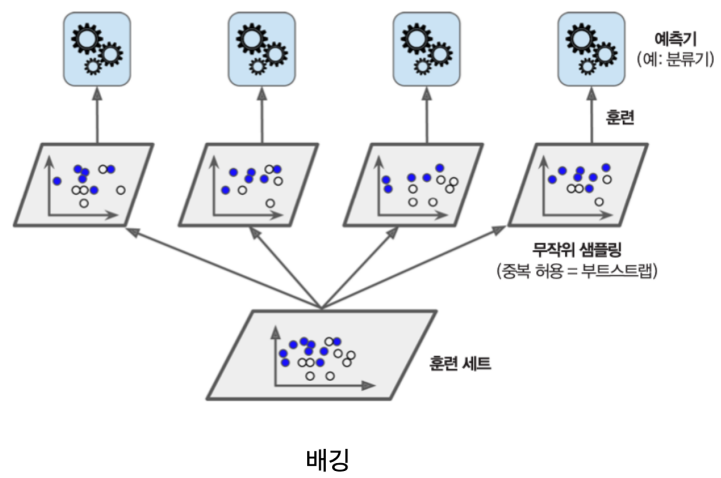 예측기
(예: 분류기)
훈련
무작위 샘플링
(중복 허용 = 부트스트랩)
훈련 세트
배깅